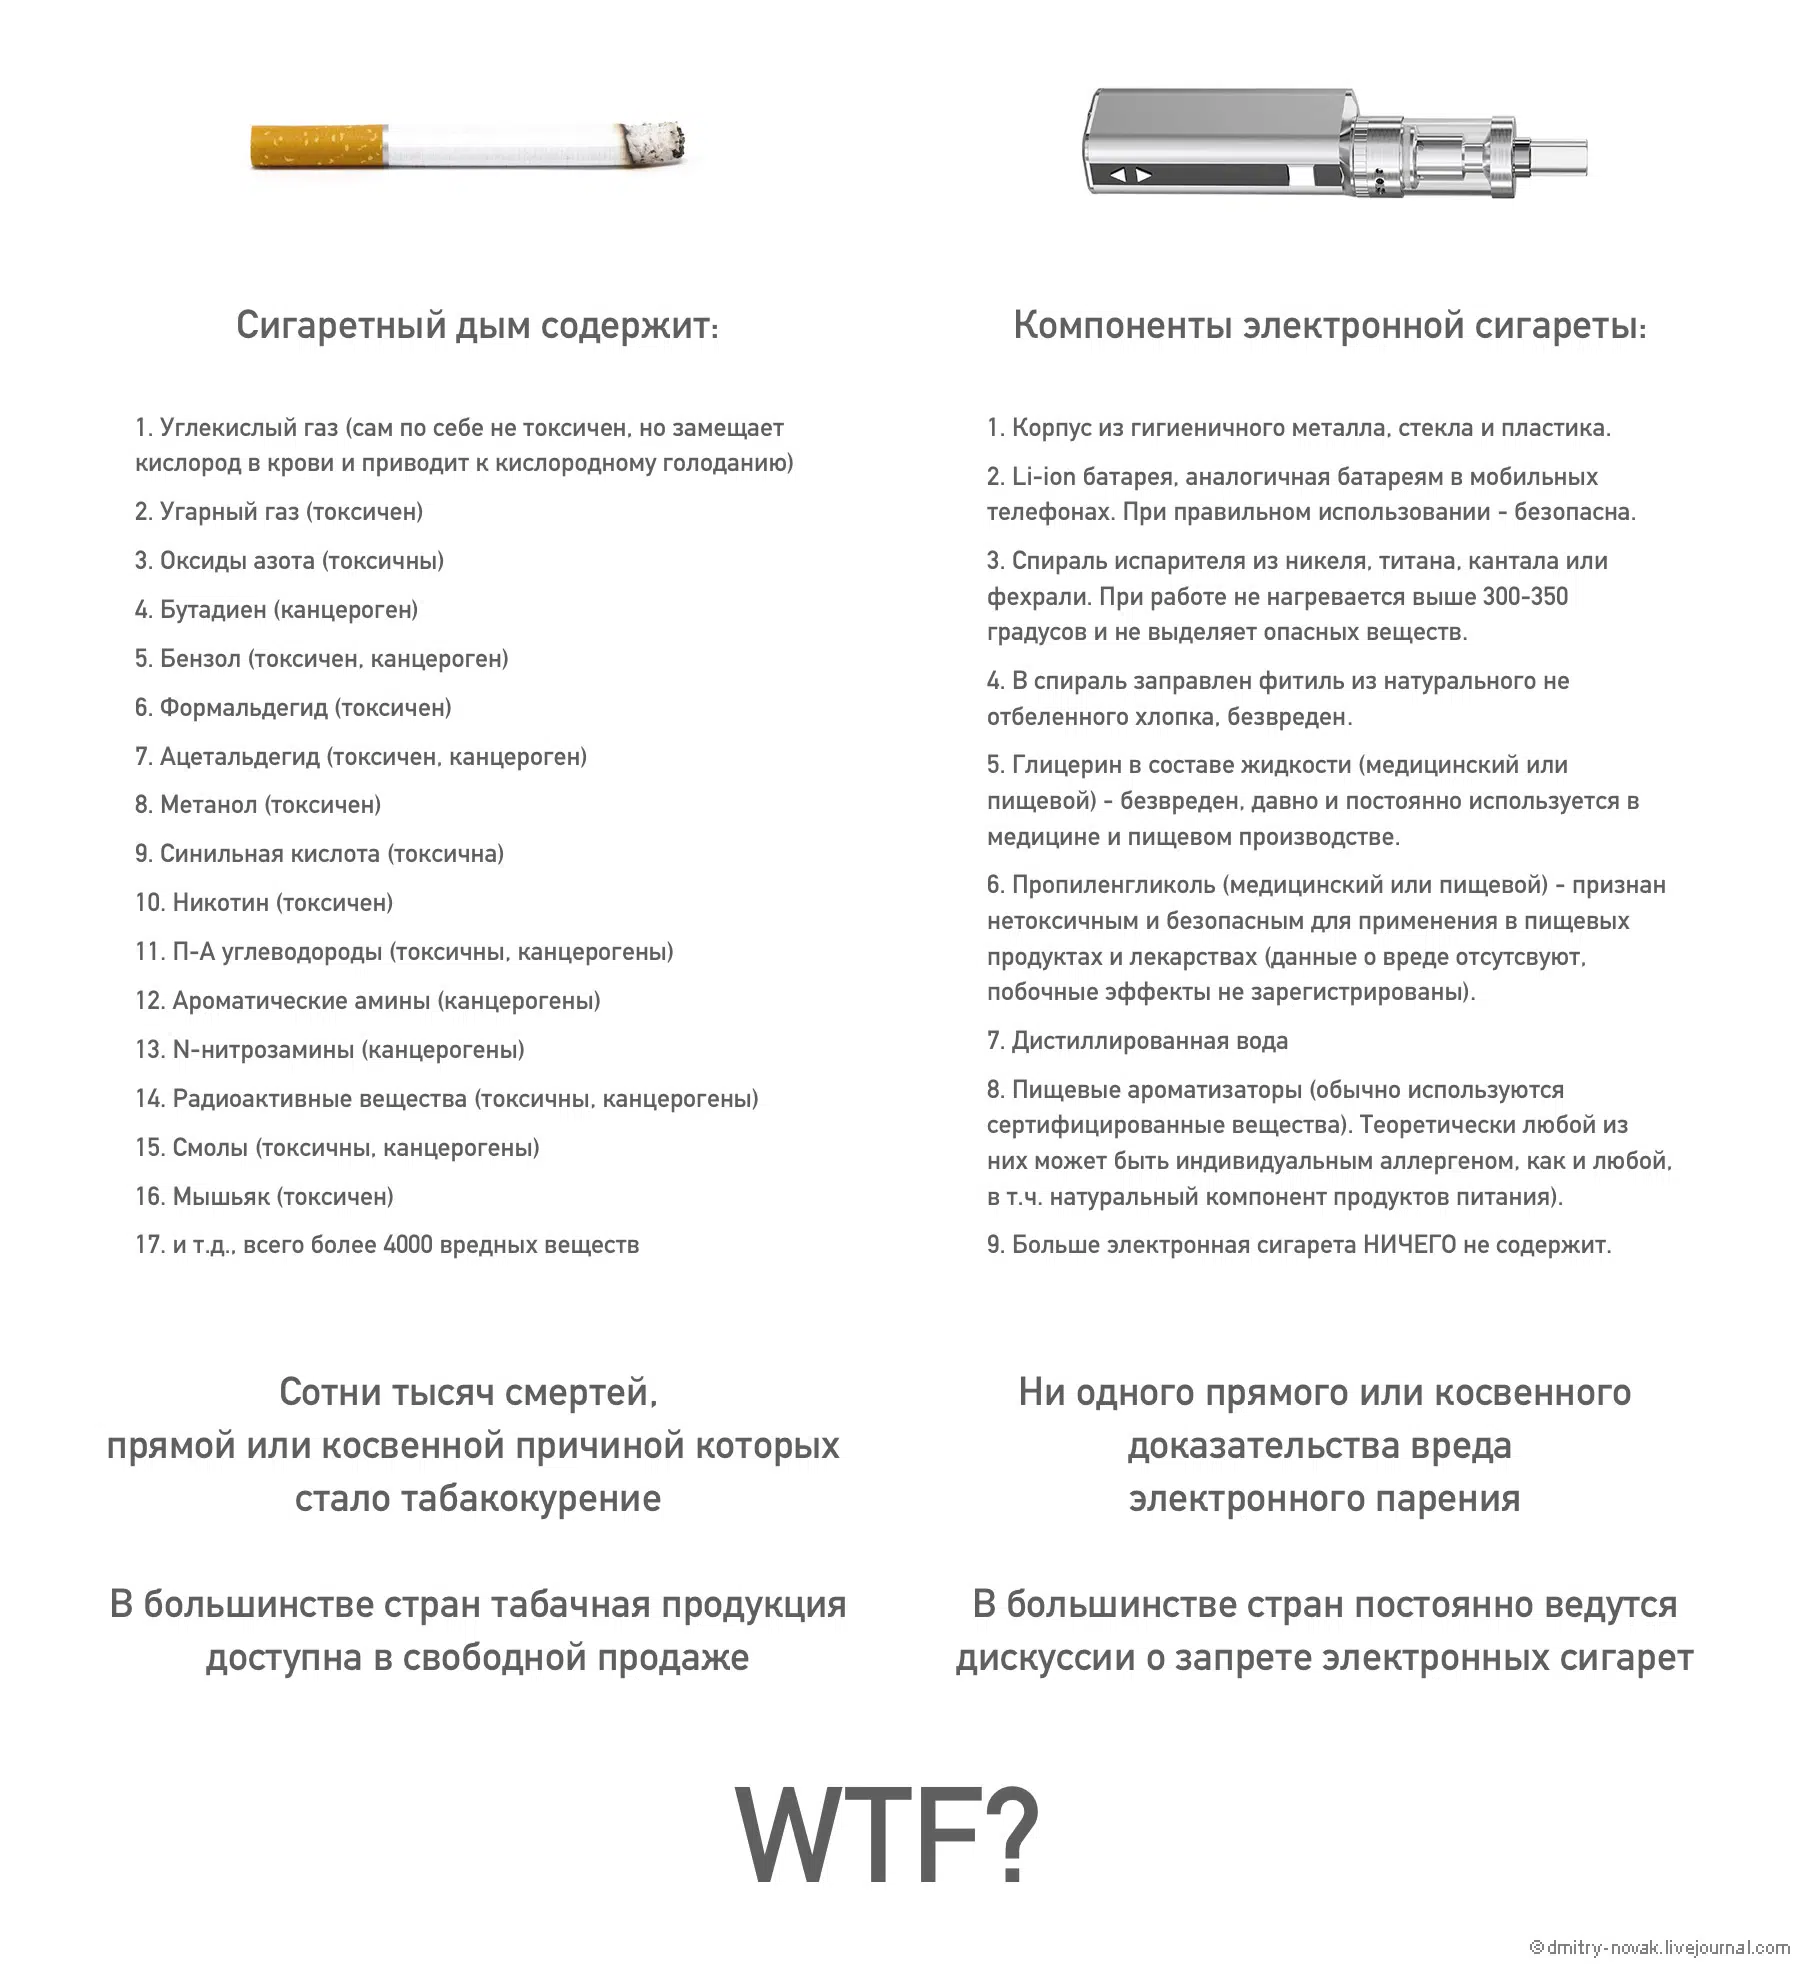 Сигаретный дым содержит:
1. Углекислый газ (сам по себе не токсичен, но замещает
кислород в крови и приводит к кислородному голоданию)
2. Угарный газ (токсичен)
3. Оксиды азота (токсичны)
4. Бутадиен (канцероген)
5. Бензол (токсичен, канцероген)
6. Формальдегид (токсичен)
7. Ацетальдегид (токсичен, канцероген)
8. Метанол (токсичен)
9. Синильная кислота (токсична)
10. Никотин (токсичен)
11. П-А углеводороды (токсичны, канцерогены)
12. Ароматические амины (канцерогены)
13. N-нитрозамины (канцерогены)
14. Радиоактивные вещества (токсичны, канцерогены)
15. Смолы (токсичны, канцерогены)
16. Мышьяк (токсичен)
17. и т.д., всего более 4000 вредных веществ
Сотни тысяч смертей,
прямой или косвенной причиной которых
стало табакокурение
В большинстве стран табачная продукция
доступна в свободной продаже
Компоненты электронной сигареты:
1. Корпус из гигиеничного металла, стекла и пластика.
2. Li-ion батарея, аналогичная батареям в мобильных
телефонах. При правильном использовании - безопасна.
3. Спираль испарителя из никеля, титана, кантала или
фехрали. При работе не нагревается выше 300-350
градусов и не выделяет опасных веществ.
4. В спираль заправлен фитиль из натурального не
отбеленного хлопка, безвреден.
5. Глицерин в составе жидкости (медицинский или
пищевой) - безвреден, давно и постоянно используется в
медицине и пищевом производстве.
6. Пропиленгликоль (медицинский или пищевой) - признан
нетоксичным и безопасным для применения в пищевых
продуктах и лекарствах (данные о вреде отсутсвуют,
побочные эффекты не зарегистрированы).
7. Дистиллированная вода
8. Пищевые ароматизаторы (обычно используются
сертифицированные вещества). Теоретически любой из
них может быть индивидуальным аллергеном, как и любой,
в т.ч. натуральный компонент продуктов питания).
9. Больше электронная сигарета НИЧЕГО не содержит.
Ни одного прямого или косвенного
доказательства вреда
электронного парения
В большинстве стран постоянно ведутся
дискуссии о запрете электронных сигарет
WTF?
©dmitry-novak.livejournal.com